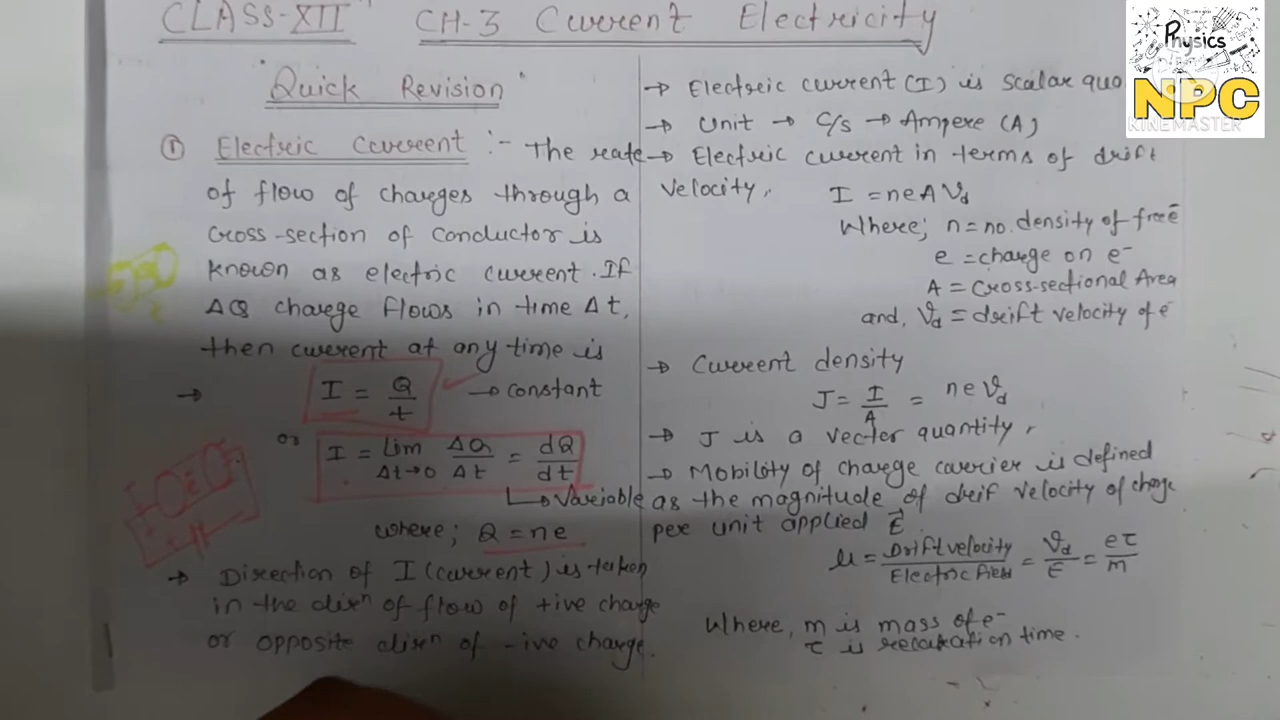 CLASS-XII CH-3 Current Electricity
"Quick Revision"
① Electric Current :- The rate
of flow of charges through a
cross-section of conductor is
known as electric current. If
ΔQ charge flows in time Δt,
then current at any time is
→ I = Q/t → constant
or I = Lim Δt→0 ΔQ/Δt = dQ/dt
↳ Variable
where; Q = ne
→ Direction of I (current) is taken
in the dirⁿ of flow of +ive charge
or opposite dirⁿ of -ive charge.
→ Electric current (I) is scalar qua
→ Unit → C/s → Ampere (A)
→ Electric current in terms of drift
velocity,
I = neAVd
Where; n = no. density of free e⁻
e = charge on e⁻
A = Cross-sectional Area
and, Vd = drift velocity of e⁻
→ Current density
J = I/A = neVd
→ J is a vector quantity,
→ Mobility of charge carrier is defined
as the magnitude of drif velocity of charge
per unit applied E⃗
μ = Drift velocity/Electric field = Vd/E = eτ/m
Where, m is mass of e⁻
τ is relaxation time.
Physics
NPC
KINEMASTER